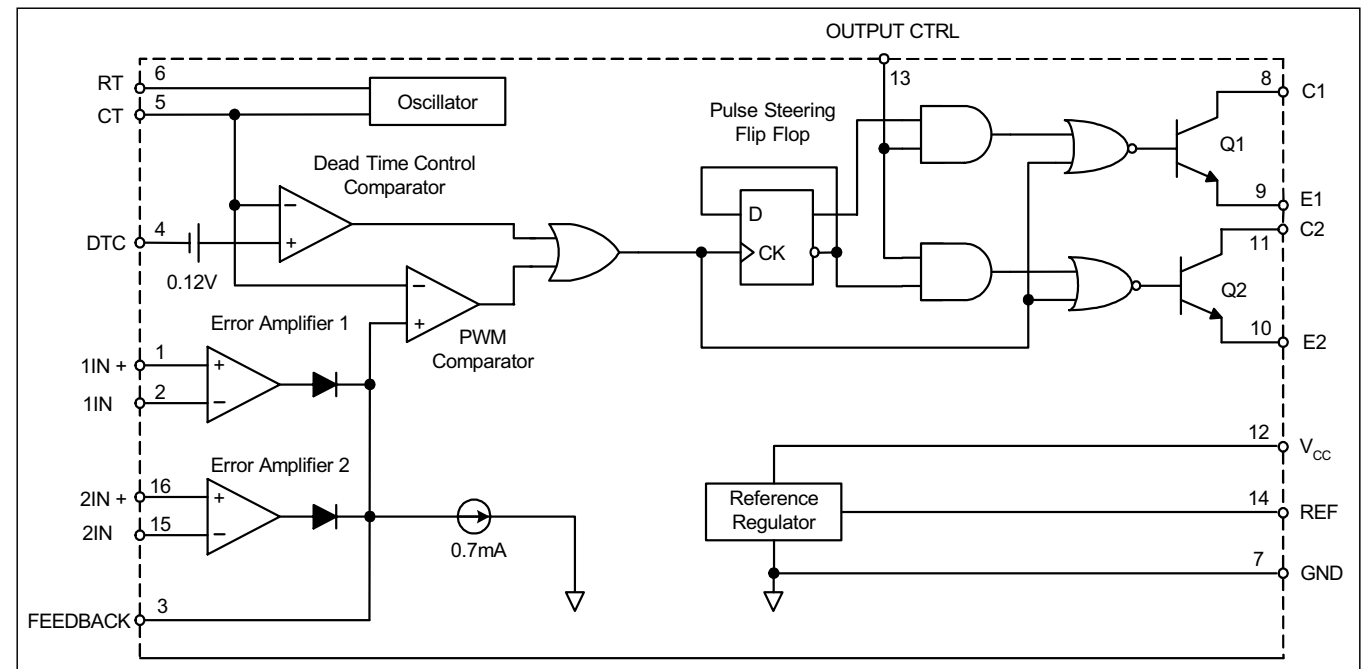 OUTPUT CTRL
13
RT
6
CT
5
Oscillator
Pulse Steering
Flip Flop
8
C1
Q1
9
E1
Dead Time Control
Comparator
−
+
DTC
4
0.12V
D
CK
C2
11
Q2
10
E2
−
+
PWM
Comparator
Error Amplifier 1
1IN +
1
+
1IN
2
−
Error Amplifier 2
2IN +
16
+
2IN
15
−
0.7mA
12
VCC
Reference
Regulator
14
REF
7
GND
FEEDBACK
3